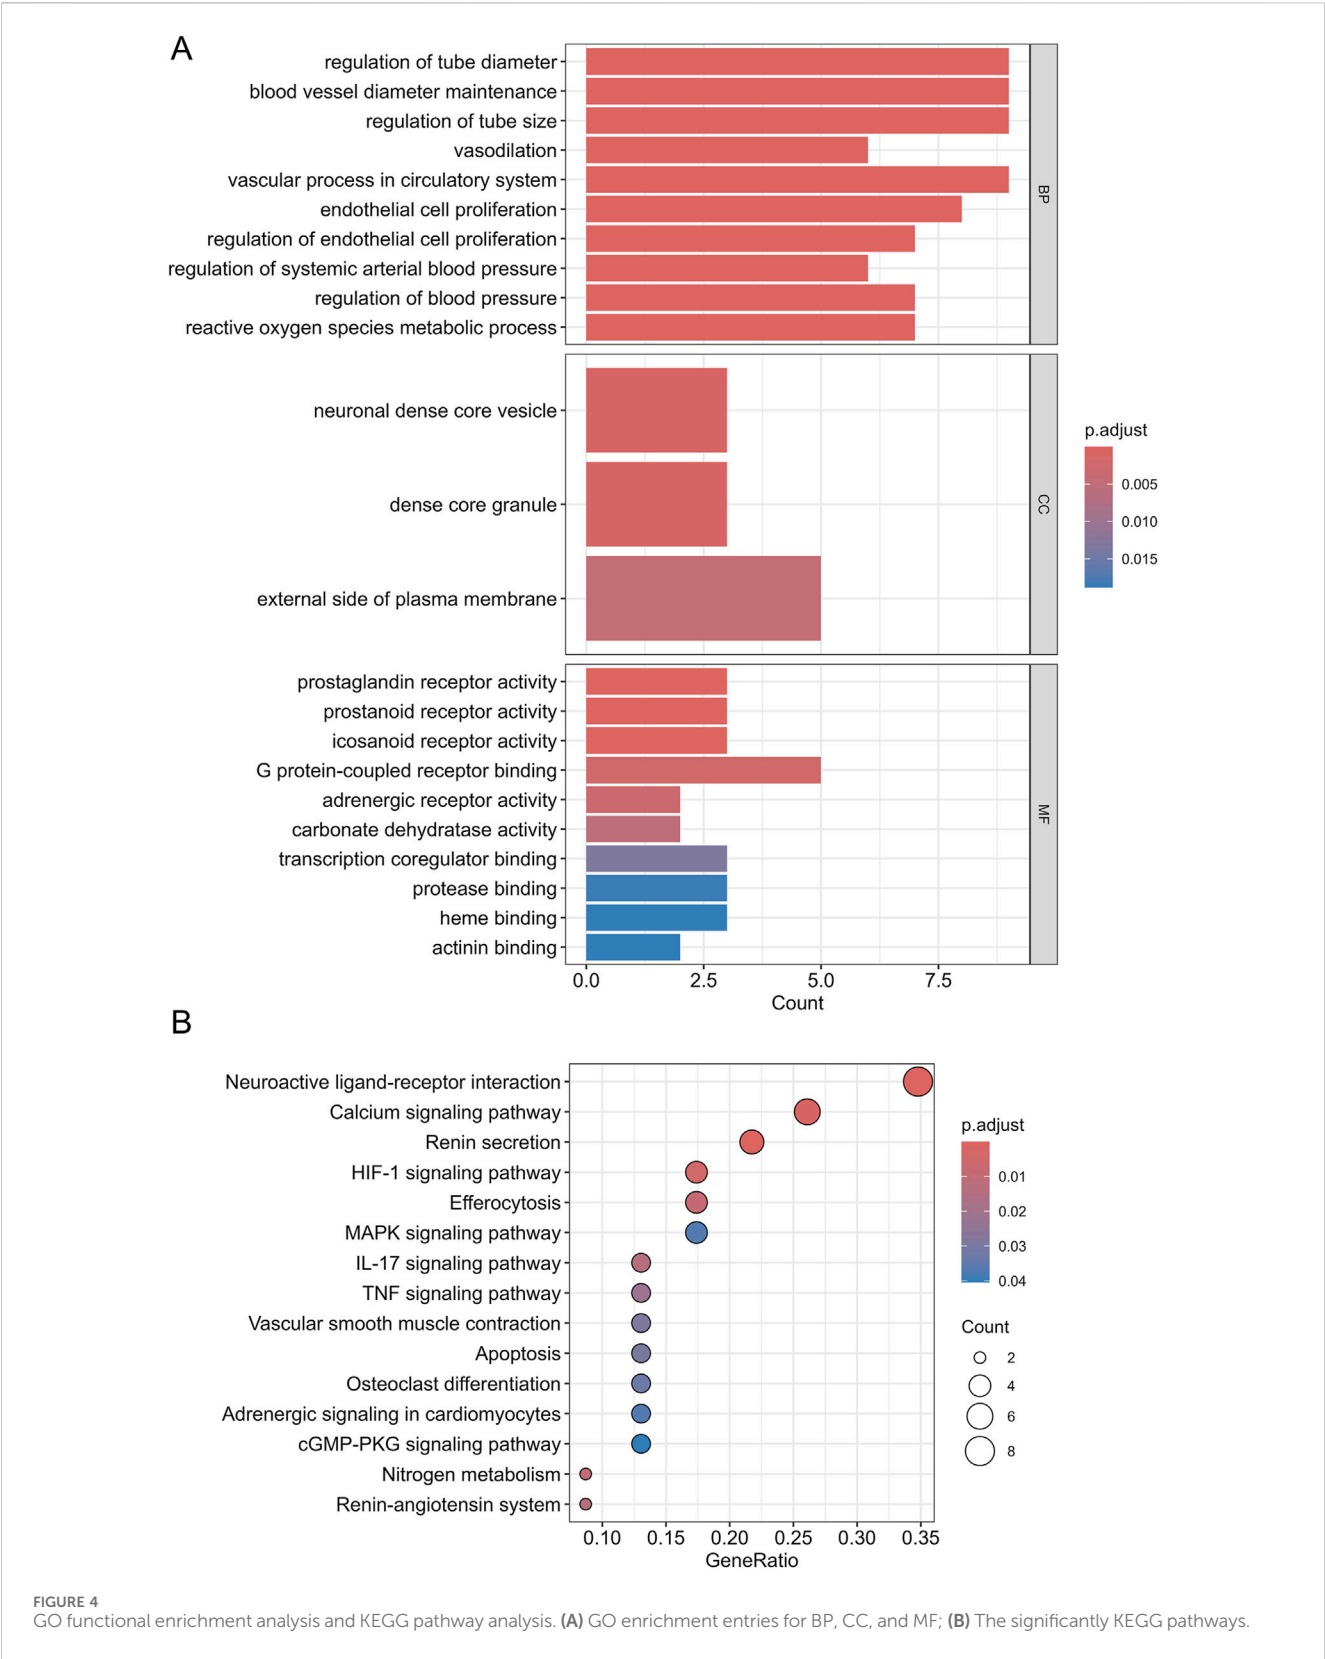 A
regulation of tube diameter
blood vessel diameter maintenance
regulation of tube size
vasodilation
vascular process in circulatory system
endothelial cell proliferation
regulation of endothelial cell proliferation
regulation of systemic arterial blood pressure
regulation of blood pressure
reactive oxygen species metabolic process
BP
neuronal dense core vesicle
dense core granule
external side of plasma membrane
CC
prostaglandin receptor activity
prostanoid receptor activity
icosanoid receptor activity
G protein-coupled receptor binding
adrenergic receptor activity
carbonate dehydratase activity
transcription coregulator binding
protease binding
heme binding
actinin binding
MF
0.0 2.5 5.0 7.5
Count
p.adjust
0.005
0.010
0.015
B
Neuroactive ligand-receptor interaction
Calcium signaling pathway
Renin secretion
HIF-1 signaling pathway
Efferocytosis
MAPK signaling pathway
IL-17 signaling pathway
TNF signaling pathway
Vascular smooth muscle contraction
Apoptosis
Osteoclast differentiation
Adrenergic signaling in cardiomyocytes
cGMP-PKG signaling pathway
Nitrogen metabolism
Renin-angiotensin system
0.10 0.15 0.20 0.25 0.30 0.35
GeneRatio
p.adjust
0.01
0.02
0.03
0.04
Count
2
4
6
8
FIGURE 4
GO functional enrichment analysis and KEGG pathway analysis. (A) GO enrichment entries for BP, CC, and MF; (B) The significantly KEGG pathways.